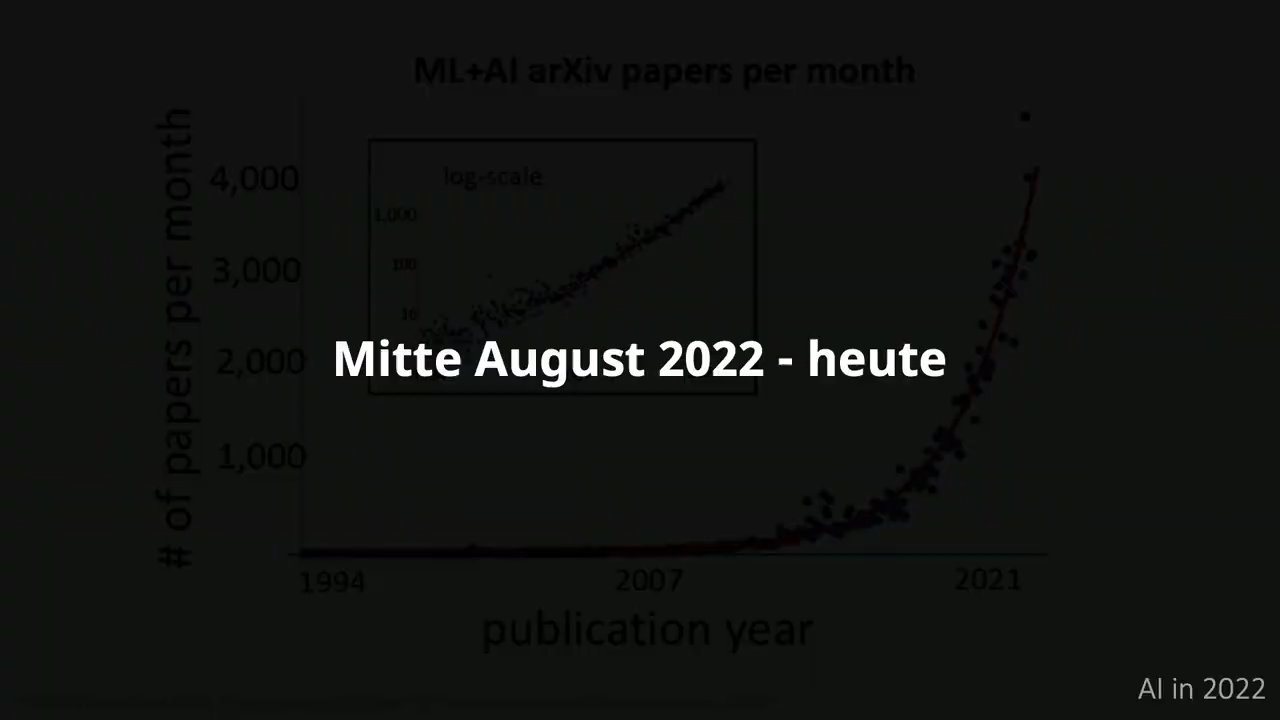 ML+AI arXiv papers per month
# of papers per month
4,000
3,000
2,000
1,000
log-scale
1,000
100
10
Mitte August 2022 - heute
1994
2007
2021
publication year
AI in 2022